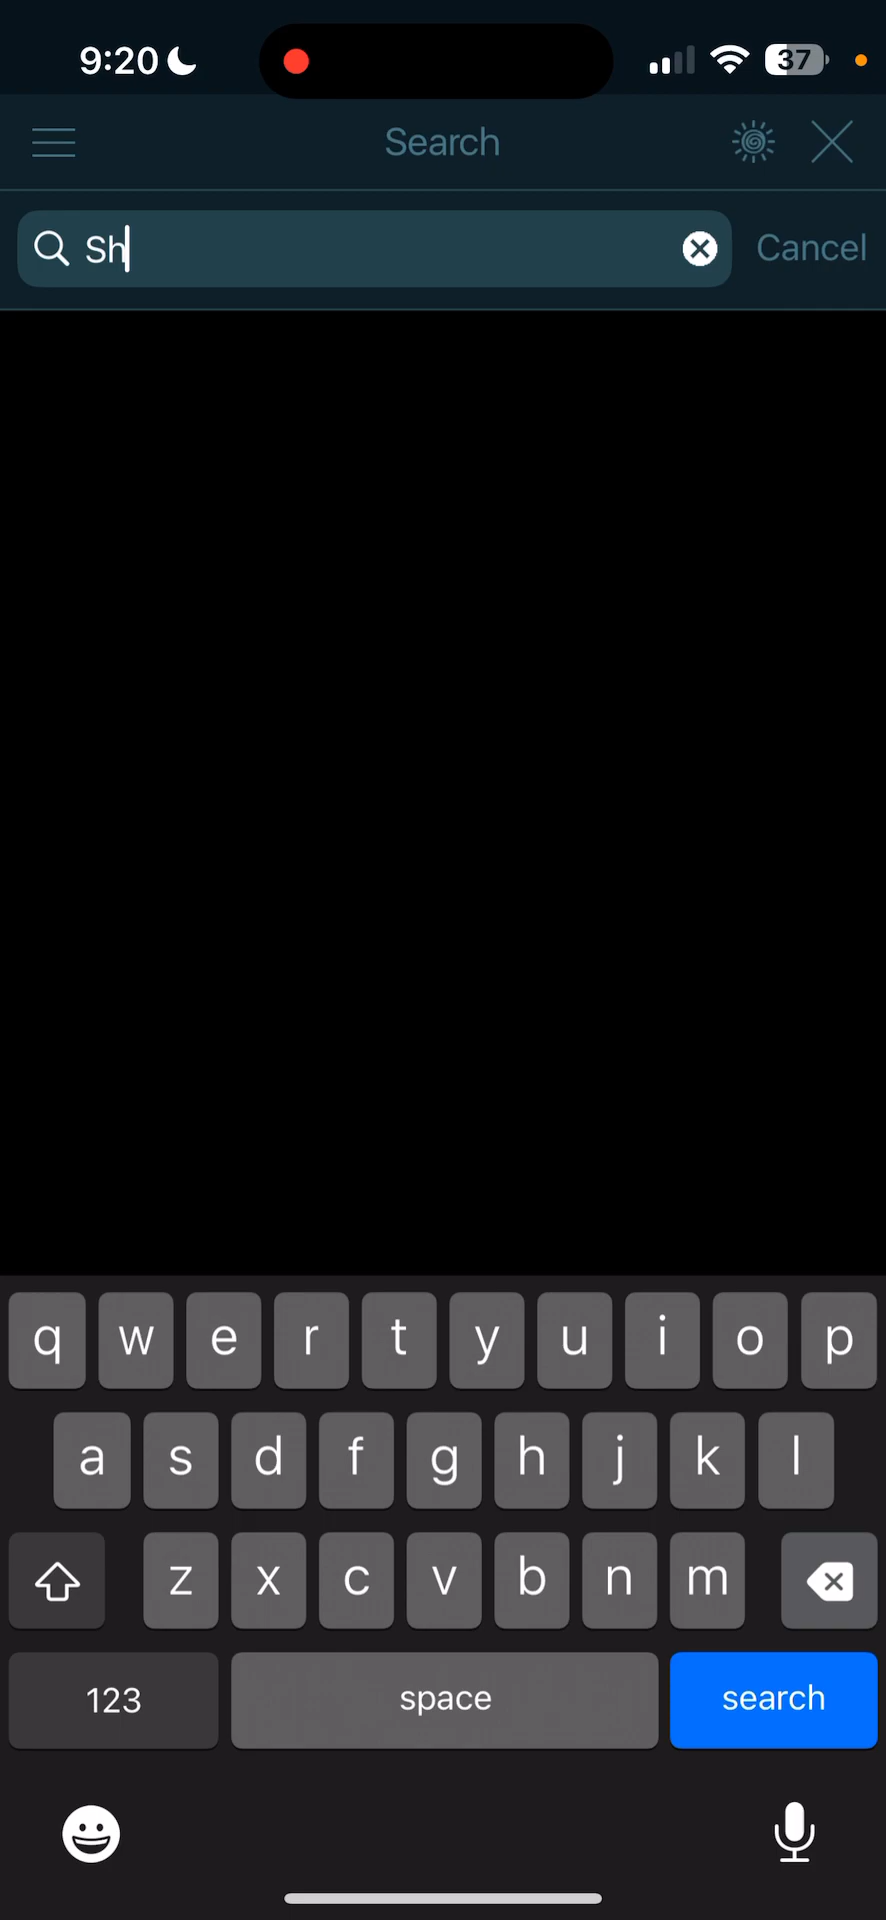 9:20
37
Search
Sh
Cancel
q w e r t y u i o p
a s d f g h j k l
z x c v b n m
123 space search